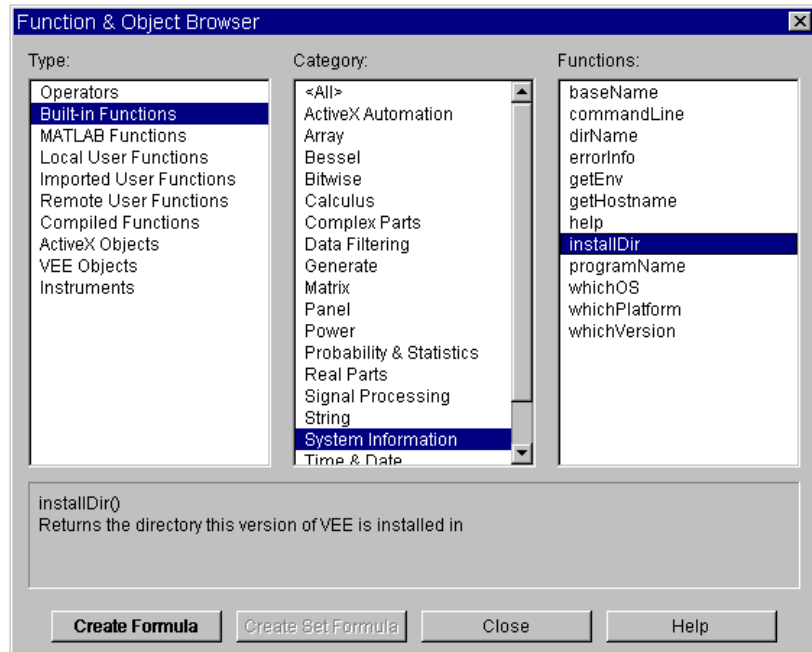 Function & Object Browser
Type:
Operators
Built-in Functions
MATLAB Functions
Local User Functions
Imported User Functions
Remote User Functions
Compiled Functions
ActiveX Objects
VEE Objects
Instruments
Category:
<All>
ActiveX Automation
Array
Bessel
Bitwise
Calculus
Complex Parts
Data Filtering
Generate
Matrix
Panel
Power
Probability & Statistics
Real Parts
Signal Processing
String
System Information
Time & Date
Functions:
baseName
commandLine
dirName
errorInfo
getEnv
getHostname
help
installDir
programName
whichOS
whichPlatform
whichVersion
installDir()
Returns the directory this version of VEE is installed in
Create Formula
Create Set Formula
Close
Help